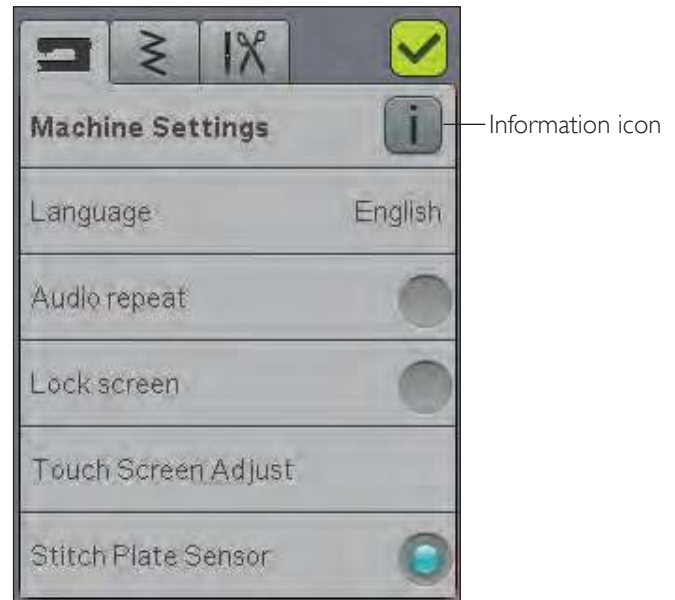 Machine Settings
i
Information icon
Language English
Audio repeat
Lock screen
Touch Screen Adjust
Stitch Plate Sensor